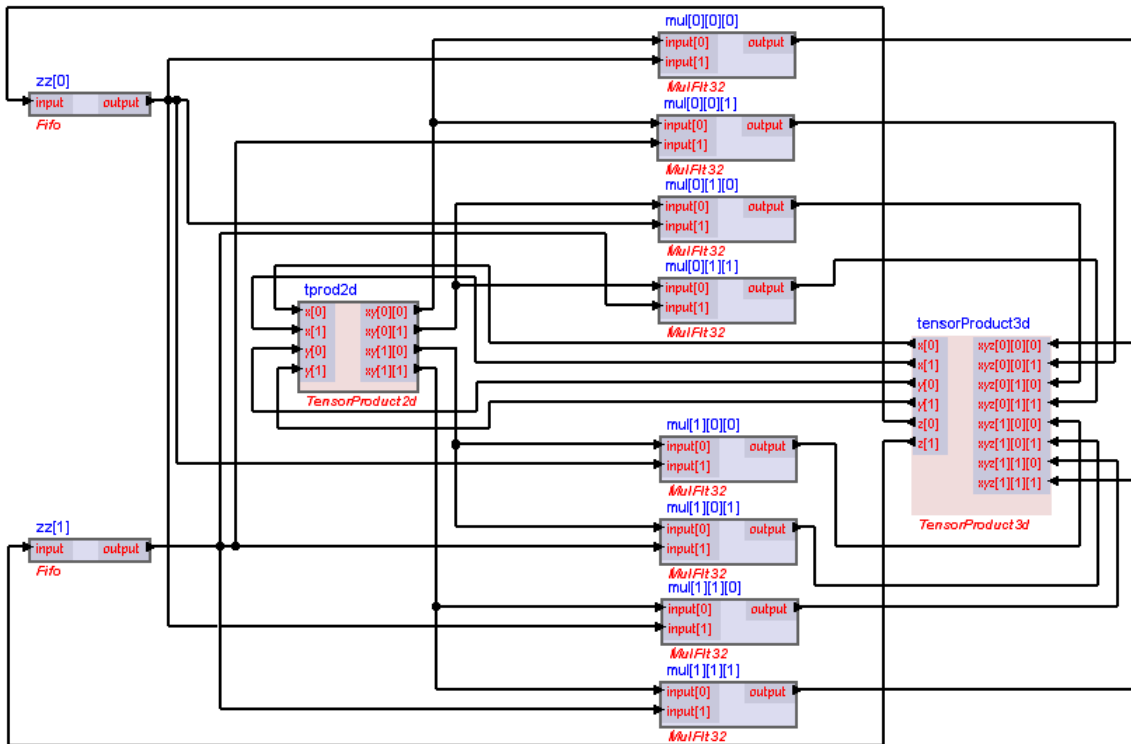 mul[0][0][0]
input[0] output
input[1]
MulFlt32
zz[0]
input output
Fifo
mul[0][0][1]
input[0] output
input[1]
MulFlt32
mul[0][1][0]
input[0] output
input[1]
MulFlt32
mul[0][1][1]
input[0] output
input[1]
MulFlt32
tprod2d
x[0] xy[0][0]
x[1] xy[0][1]
y[0] xy[1][0]
y[1] xy[1][1]
TensorProduct2d
tensorProduct3d
x[0] xyz[0][0][0]
x[1] xyz[0][0][1]
y[0] xyz[0][1][0]
y[1] xyz[0][1][1]
z[0] xyz[1][0][0]
z[1] xyz[1][0][1]
xyz[1][1][0]
xyz[1][1][1]
TensorProduct3d
mul[1][0][0]
input[0] output
input[1]
MulFlt32
zz[1]
input output
Fifo
mul[1][0][1]
input[0] output
input[1]
MulFlt32
mul[1][1][0]
input[0] output
input[1]
MulFlt32
mul[1][1][1]
input[0] output
input[1]
MulFlt32